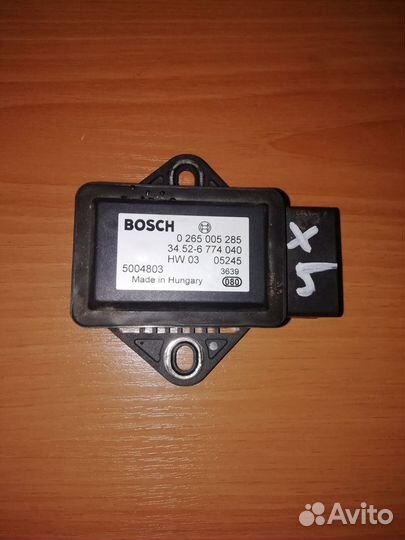 BOSCH
0 265 005 285
34.52-6 774 040
HW 03 05245
5004803 3639
Made in Hungary 080
Avito